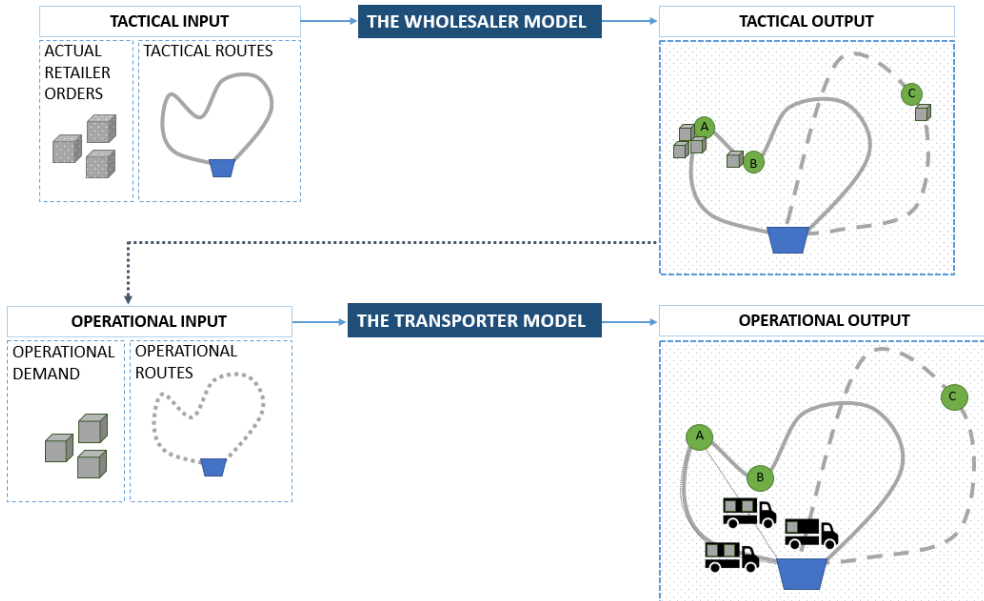 TACTICAL INPUT
THE WHOLESALER MODEL
TACTICAL OUTPUT
ACTUAL
RETAILER
ORDERS
TACTICAL ROUTES
A
B
C
OPERATIONAL INPUT
THE TRANSPORTER MODEL
OPERATIONAL OUTPUT
OPERATIONAL
DEMAND
OPERATIONAL
ROUTES
A
B
C